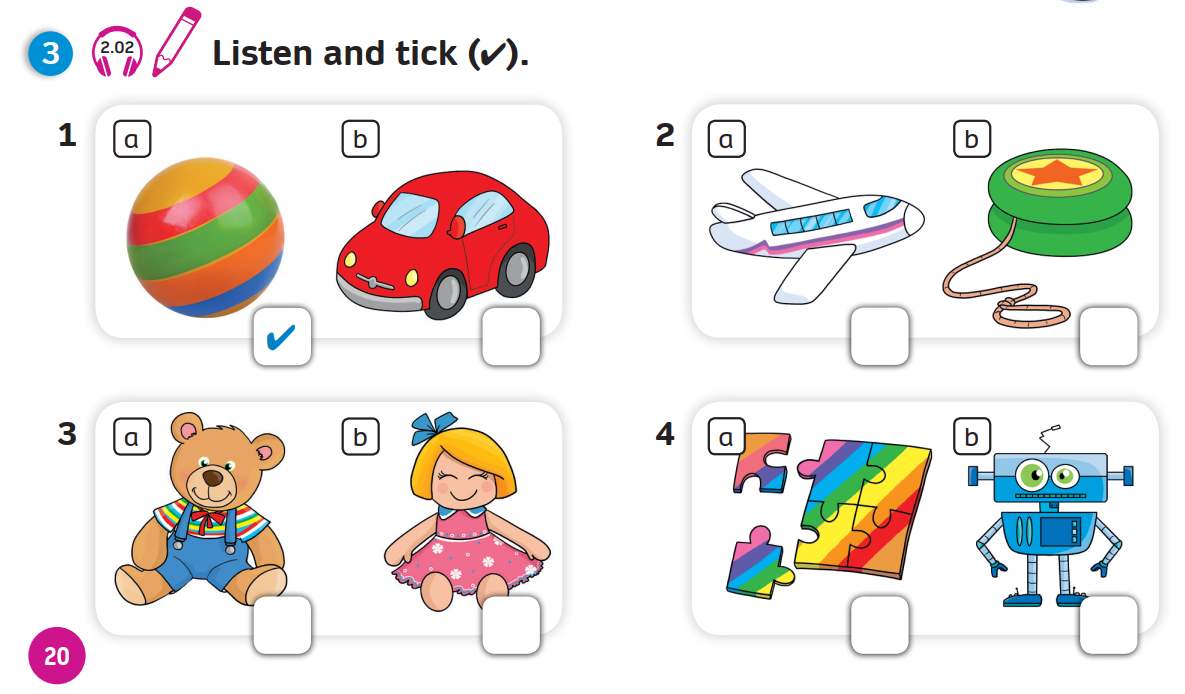 3 2.02 Listen and tick (✔).
1 a b
2 a b
✔
3 a b
4 a b
20